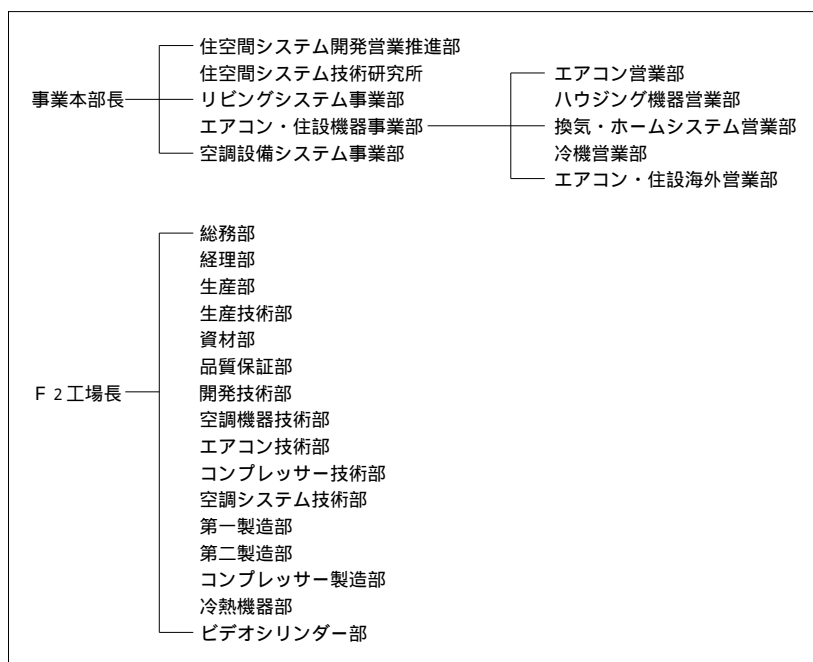 事業本部長
住空間システム開発営業推進部
住空間システム技術研究所
リビングシステム事業部
エアコン・住設機器事業部
空調設備システム事業部
エアコン営業部
ハウジング機器営業部
換気・ホームシステム営業部
冷機営業部
エアコン・住設海外営業部
F2工場長
総務部
経理部
生産部
生産技術部
資材部
品質保証部
開発技術部
空調機器技術部
エアコン技術部
コンプレッサー技術部
空調システム技術部
第一製造部
第二製造部
コンプレッサー製造部
冷熱機器部
ビデオシリンダー部